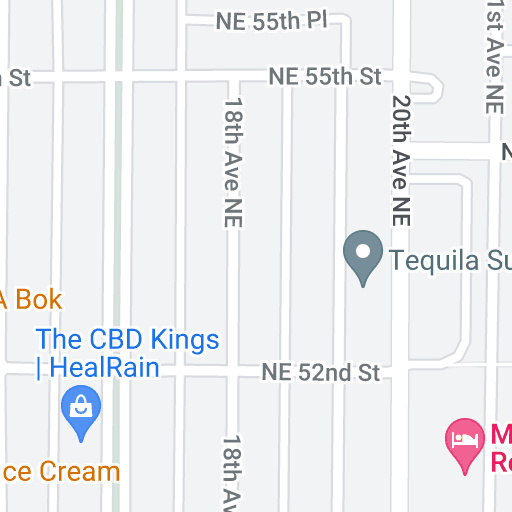 NE 55th Pl
St
NE 55th St
1st Ave NE
18th Ave NE
20th Ave NE
N
Tequila Su
A Bok
The CBD Kings
| HealRain
NE 52nd St
18th Av
M
Re
ce Cream